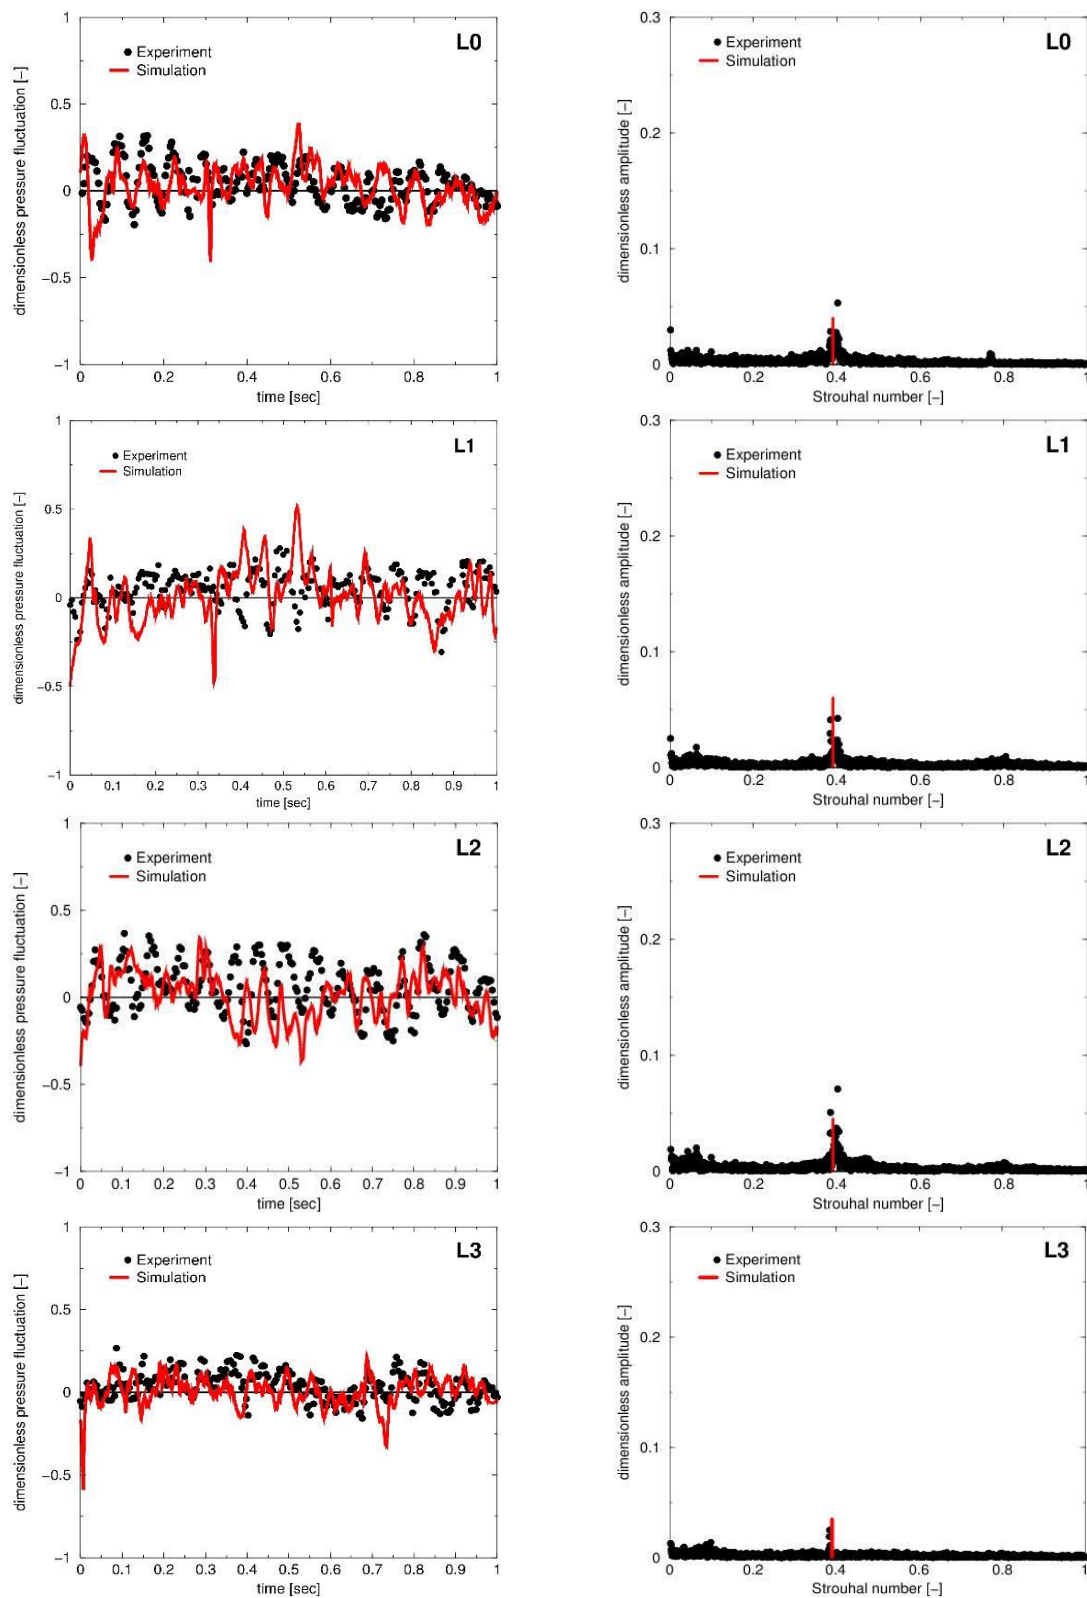 L0
Experiment
Simulation
dimensionless pressure fluctuation [−]
1
0.5
0
−0.5
−1
0 0.2 0.4 0.6 0.8 1
time [sec]
L0
Experiment
Simulation
dimensionless amplitude [−]
0.3
0.2
0.1
0
0 0.2 0.4 0.6 0.8 1
Strouhal number [−]
L1
Experiment
Simulation
dimensionless pressure fluctuation [−]
1
0.5
0
−0.5
−1
0 0.1 0.2 0.3 0.4 0.5 0.6 0.7 0.8 0.9 1
time [sec]
L1
Experiment
Simulation
dimensionless amplitude [−]
0.3
0.2
0.1
0
0 0.2 0.4 0.6 0.8 1
Strouhal number [−]
L2
Experiment
Simulation
dimensionless pressure fluctuation [−]
1
0.5
0
−0.5
−1
0 0.1 0.2 0.3 0.4 0.5 0.6 0.7 0.8 0.9 1
time [sec]
L2
Experiment
Simulation
dimensionless amplitude [−]
0.3
0.2
0.1
0
0 0.2 0.4 0.6 0.8 1
Strouhal number [−]
L3
Experiment
Simulation
dimensionless pressure fluctuation [−]
1
0.5
0
−0.5
−1
0 0.1 0.2 0.3 0.4 0.5 0.6 0.7 0.8 0.9 1
time [sec]
L3
Experiment
Simulation
dimensionless amplitude [−]
0.3
0.2
0.1
0
0 0.2 0.4 0.6 0.8 1
Strouhal number [−]